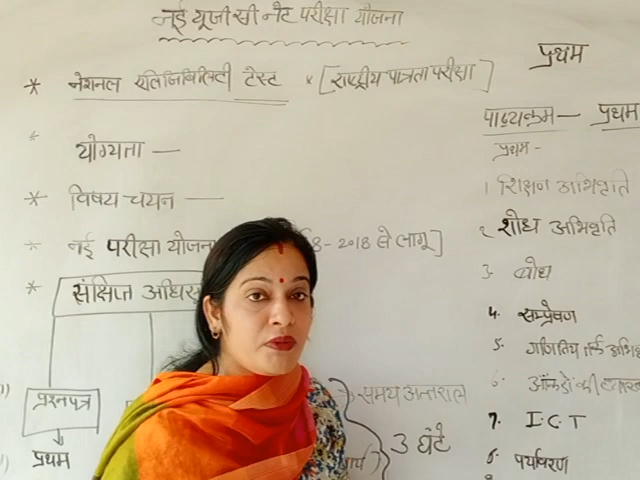 नई यूजीसी नेट परीक्षा योजना
* नेशनल एलिजिबिलिटी टेस्ट * [राष्ट्रीय पात्रता परीक्षा]
* योग्यता —
* विषय चयन —
* नई परीक्षा योजना 8-2018 से लागू]
* संक्षिप्त
प्रश्नपत्र
प्रथम
समय अन्तराल
3 घंटे
प्रथम
पाठ्यक्रम — प्रथम
प्रथम -
1 शिक्षण अभिवृत्ति
2 शोध अभिवृति
3. बोध
4. सम्प्रेषण
5. गणितिय तर्क
6. आँकड़ों की
7. I.C.T
8. पर्यावरण